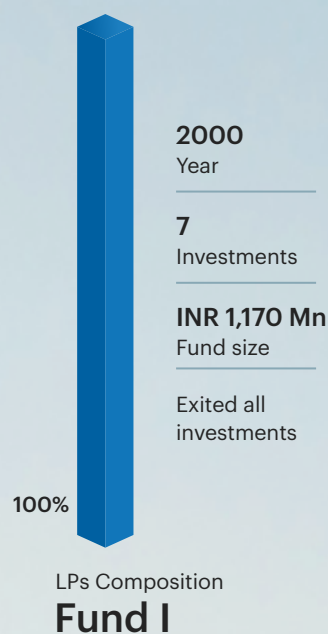 2000
Year
7
Investments
INR 1,170 Mn
Fund size
Exited all
investments
100%
LPs Composition
Fund I